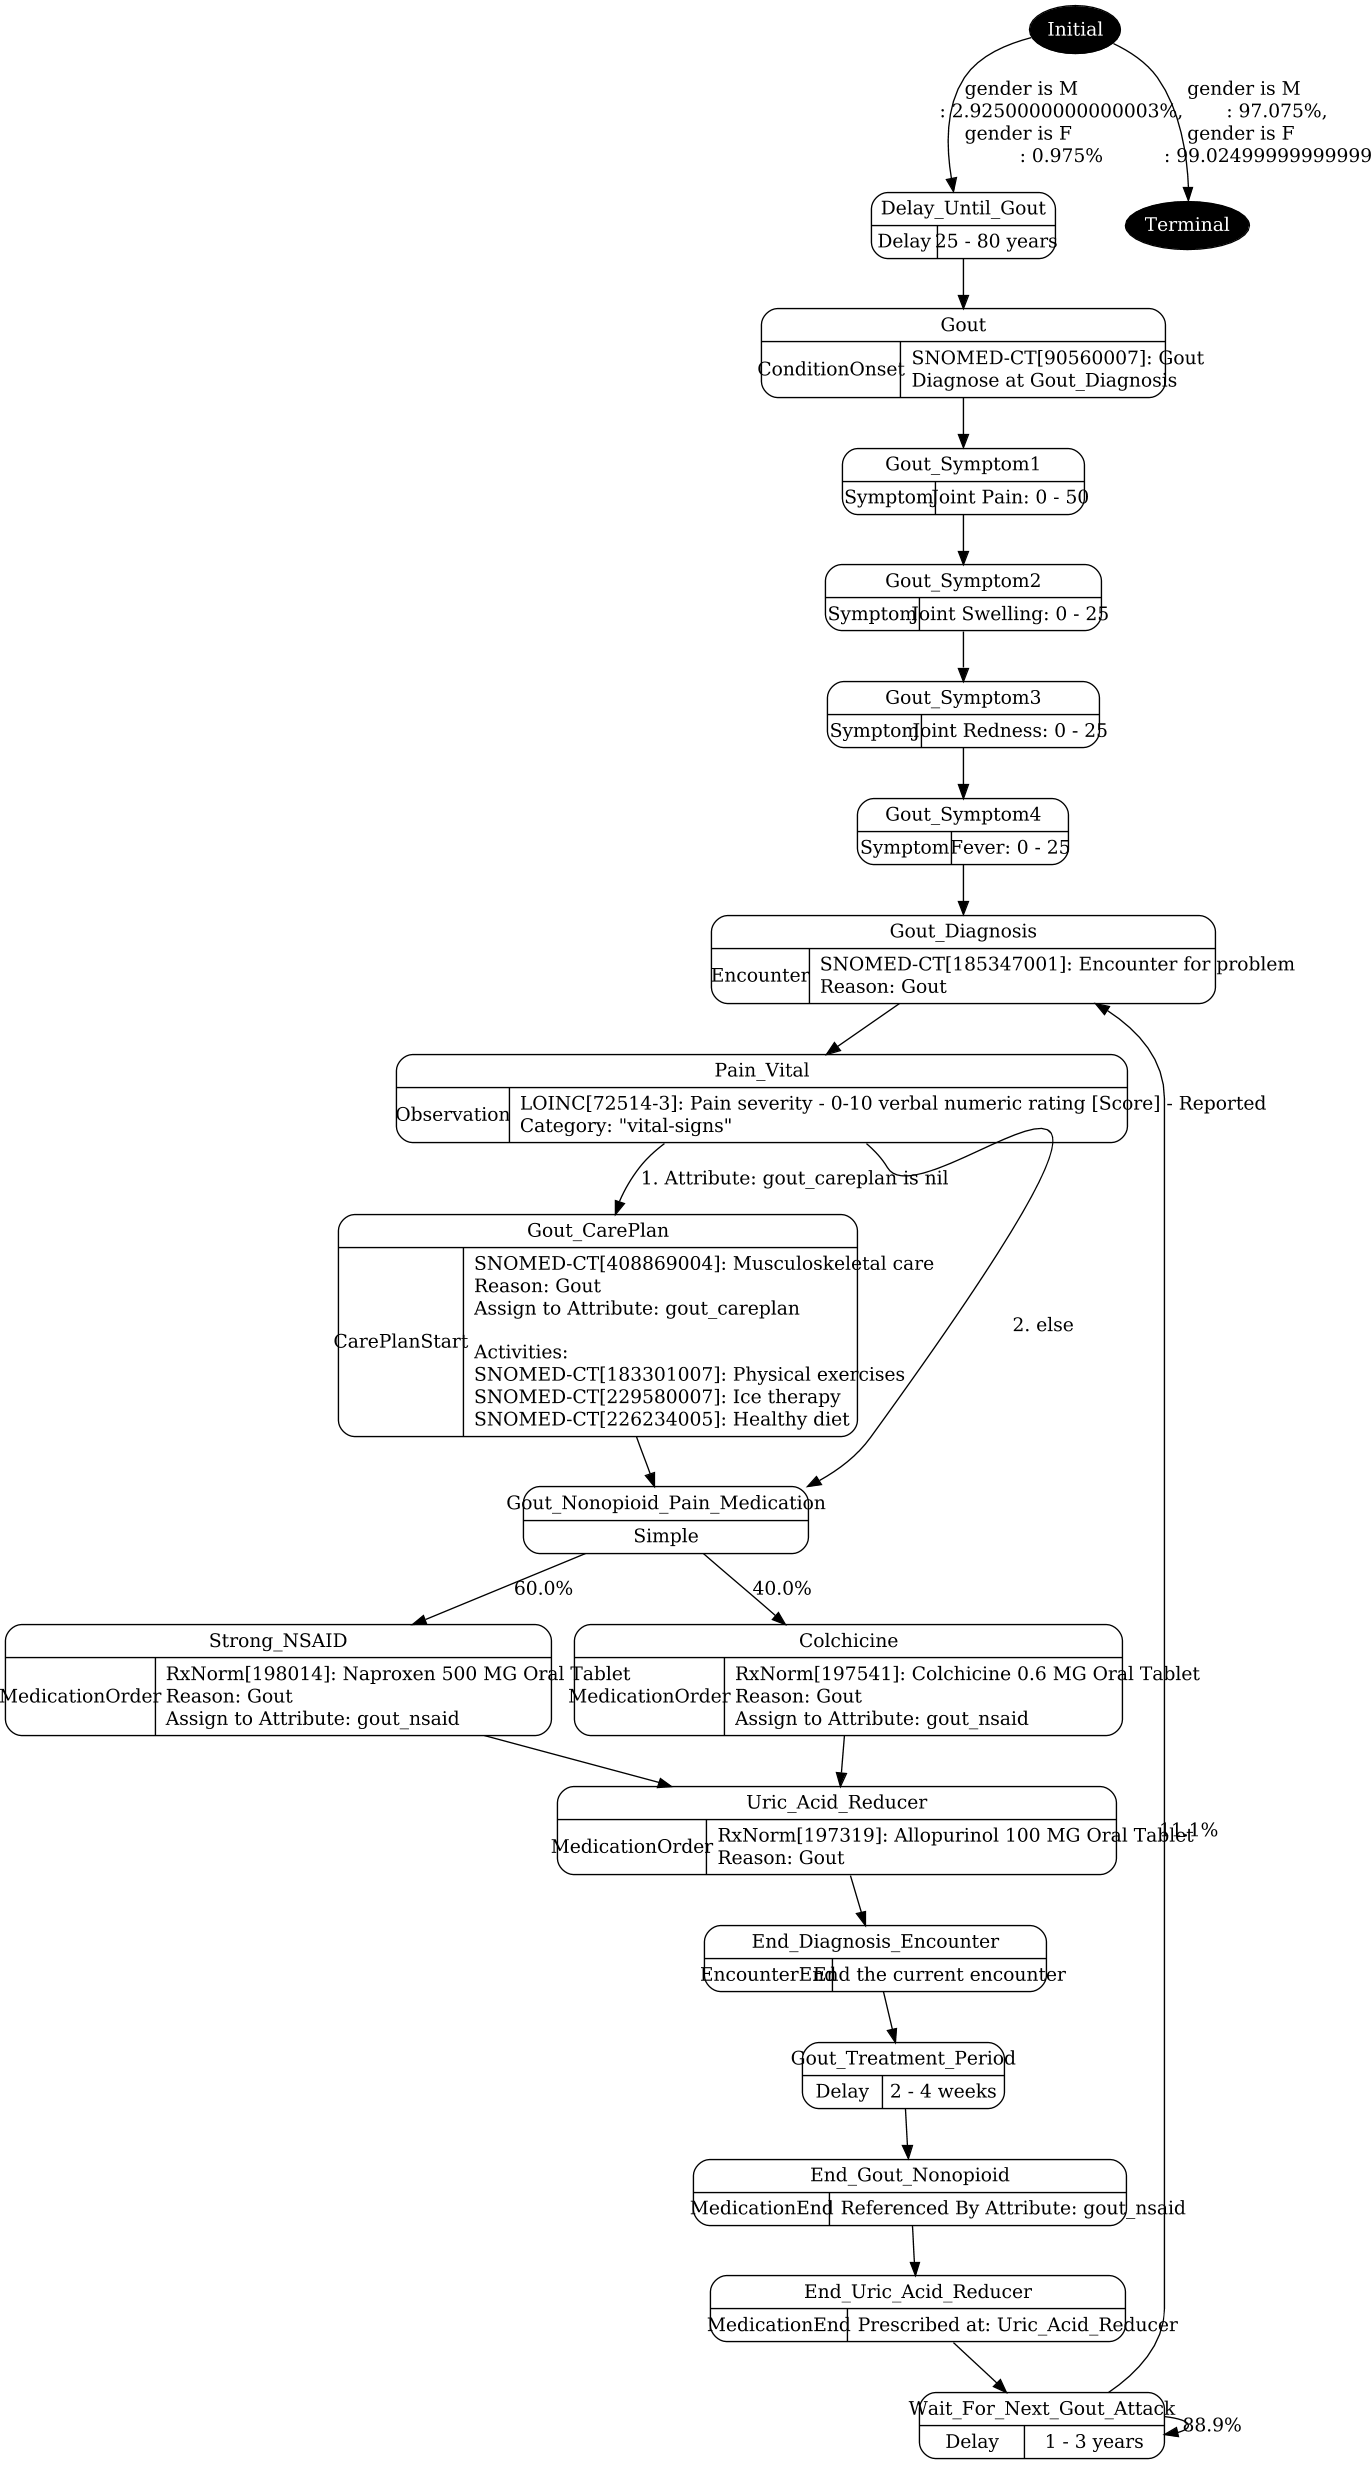 Initial
gender is M
: 2.9250000000000003%,
gender is F
: 0.975%
gender is M
: 97.075%,
gender is F
: 99.02499999999999
Delay_Until_Gout
Delay
25 - 80 years
Terminal
Gout
ConditionOnset
SNOMED-CT[90560007]: Gout
Diagnose at Gout_Diagnosis
Gout_Symptom1
Symptom
Joint Pain: 0 - 50
Gout_Symptom2
Symptom
Joint Swelling: 0 - 25
Gout_Symptom3
Symptom
Joint Redness: 0 - 25
Gout_Symptom4
Symptom
Fever: 0 - 25
Gout_Diagnosis
Encounter
SNOMED-CT[185347001]: Encounter for problem
Reason: Gout
Pain_Vital
Observation
LOINC[72514-3]: Pain severity - 0-10 verbal numeric rating [Score] - Reported
Category: "vital-signs"
1. Attribute: gout_careplan is nil
Gout_CarePlan
CarePlanStart
SNOMED-CT[408869004]: Musculoskeletal care
Reason: Gout
Assign to Attribute: gout_careplan
Activities:
SNOMED-CT[183301007]: Physical exercises
SNOMED-CT[229580007]: Ice therapy
SNOMED-CT[226234005]: Healthy diet
2. else
Gout_Nonopioid_Pain_Medication
Simple
60.0%
40.0%
Strong_NSAID
MedicationOrder
RxNorm[198014]: Naproxen 500 MG Oral Tablet
Reason: Gout
Assign to Attribute: gout_nsaid
Colchicine
MedicationOrder
RxNorm[197541]: Colchicine 0.6 MG Oral Tablet
Reason: Gout
Assign to Attribute: gout_nsaid
Uric_Acid_Reducer
MedicationOrder
RxNorm[197319]: Allopurinol 100 MG Oral Tablet
Reason: Gout
11.1%
End_Diagnosis_Encounter
EncounterEnd
End the current encounter
Gout_Treatment_Period
Delay
2 - 4 weeks
End_Gout_Nonopioid
MedicationEnd
Referenced By Attribute: gout_nsaid
End_Uric_Acid_Reducer
MedicationEnd
Prescribed at: Uric_Acid_Reducer
Wait_For_Next_Gout_Attack
Delay
1 - 3 years
88.9%